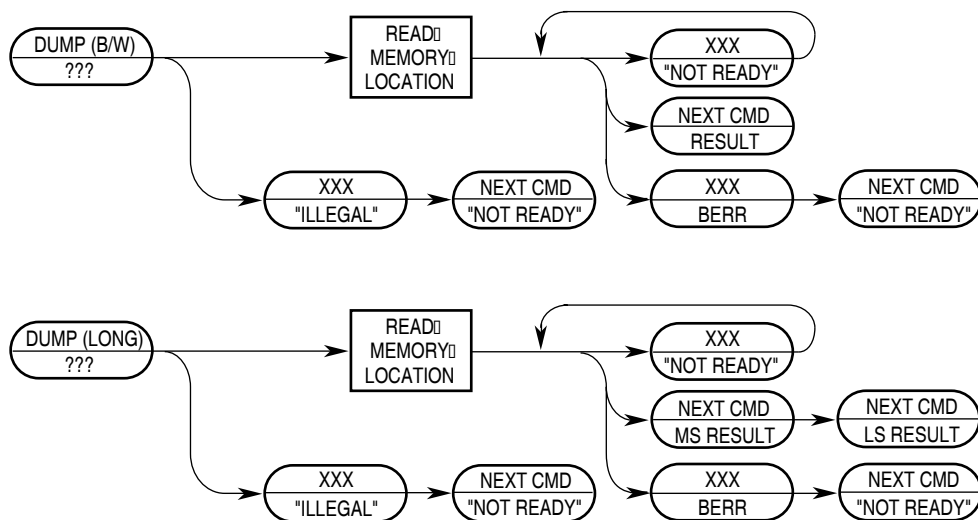 DUMP (B/W)
???
READ
MEMORY
LOCATION
XXX
"NOT READY"
NEXT CMD
RESULT
XXX
"ILLEGAL"
NEXT CMD
"NOT READY"
XXX
BERR
NEXT CMD
"NOT READY"
DUMP (LONG)
???
READ
MEMORY
LOCATION
XXX
"NOT READY"
NEXT CMD
MS RESULT
NEXT CMD
LS RESULT
XXX
"ILLEGAL"
NEXT CMD
"NOT READY"
XXX
BERR
NEXT CMD
"NOT READY"